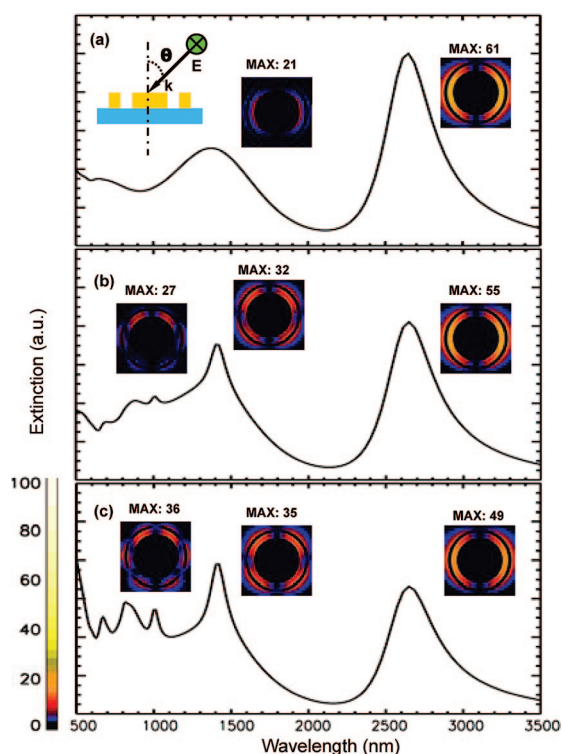 (a)
θ
E
k
MAX: 21
MAX: 61
(b)
MAX: 27
MAX: 32
MAX: 55
Extinction (a.u.)
(c)
MAX: 36
MAX: 35
MAX: 49
100
80
60
40
20
0
500 1000 1500 2000 2500 3000 3500
Wavelength (nm)